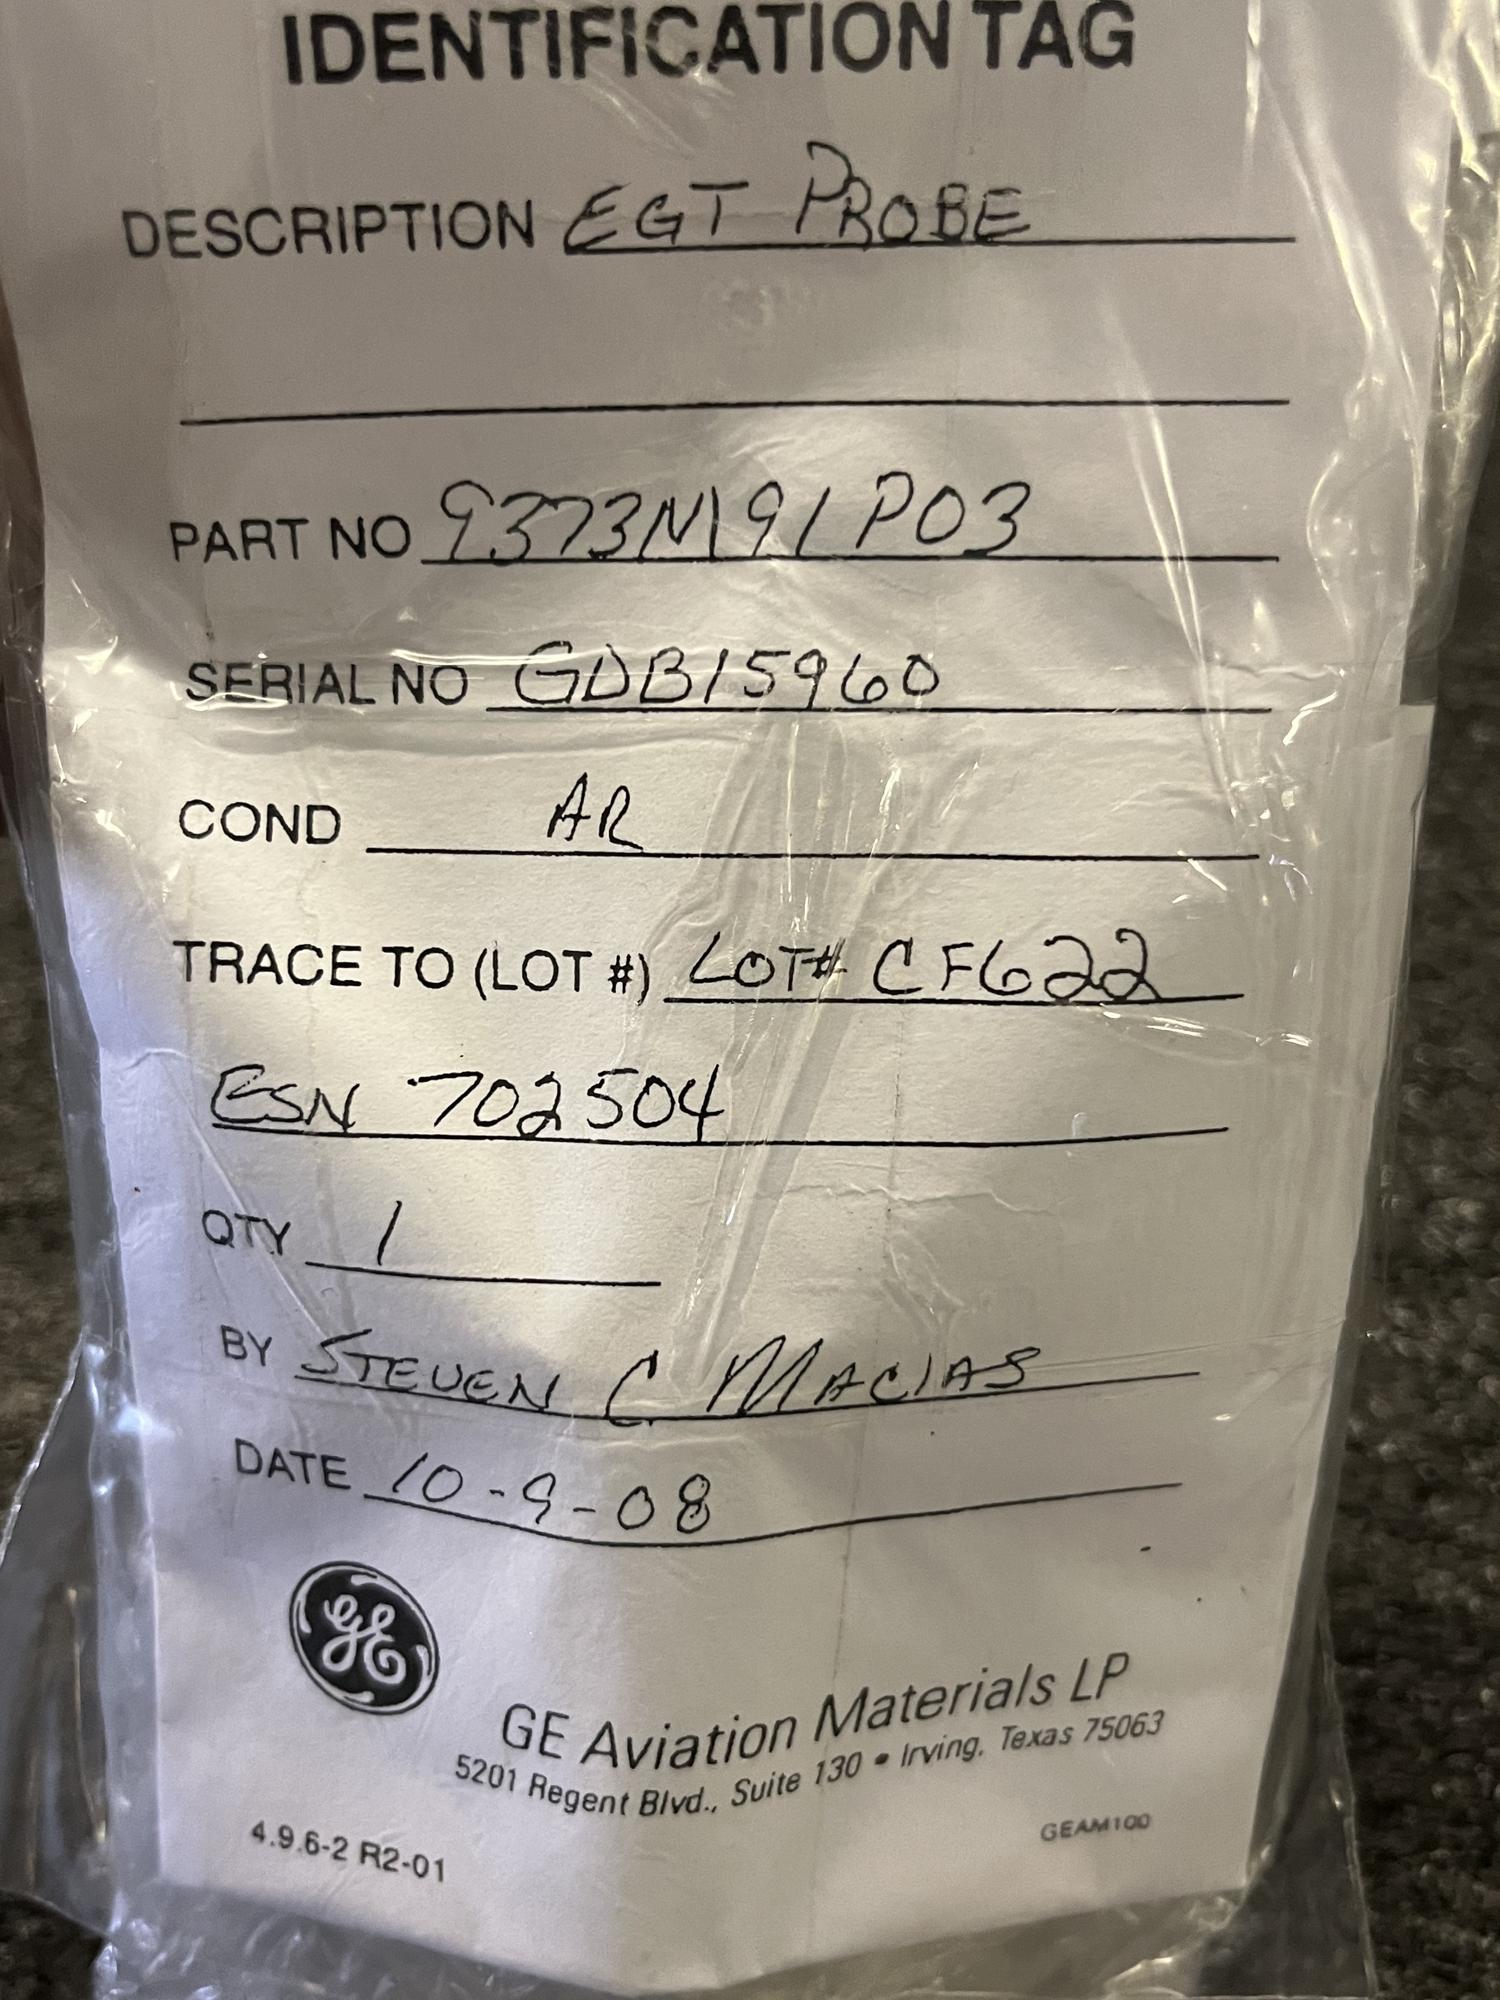 IDENTIFICATION TAG
DESCRIPTION EGT PROBE
PART NO 9373M91P03
SERIAL NO GDB15960
COND AR
TRACE TO (LOT #) LOT# CF622
ESN 702504
QTY 1
BY STEVEN C. MACIAS
DATE 10-9-08
GE
GE Aviation Materials LP
5201 Regent Blvd., Suite 130 • Irving, Texas 75063
4.9.6-2 R2-01 GEAM100